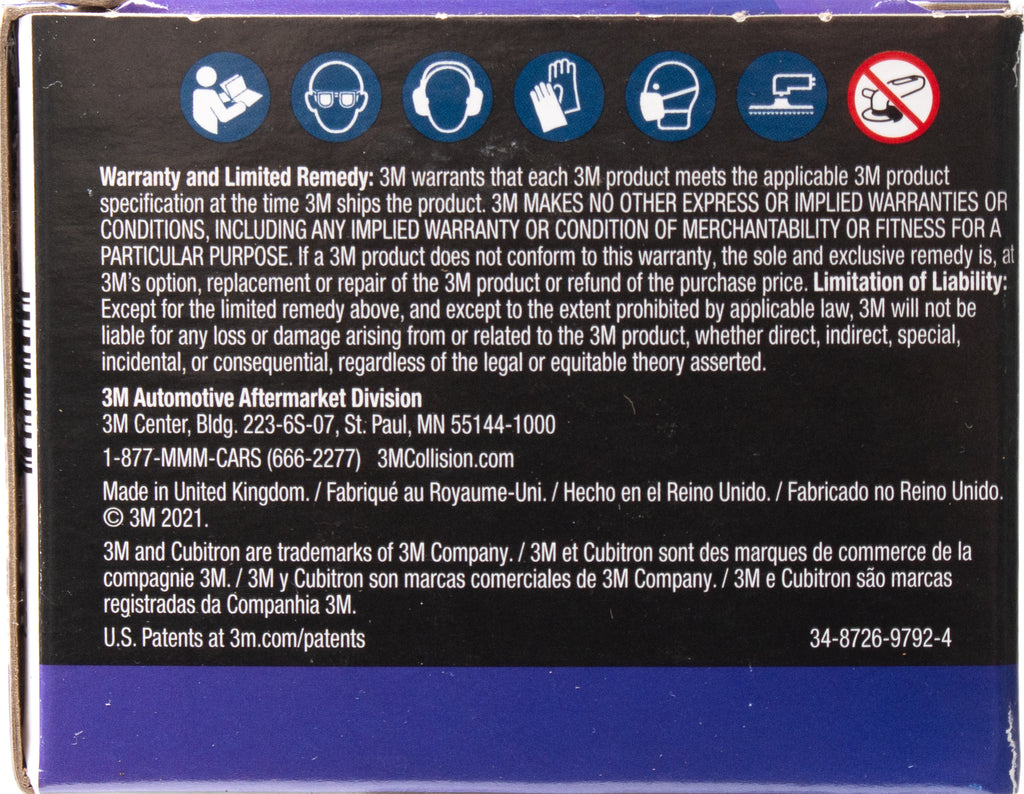 Warranty and Limited Remedy: 3M warrants that each 3M product meets the applicable 3M product
specification at the time 3M ships the product. 3M MAKES NO OTHER EXPRESS OR IMPLIED WARRANTIES OR
CONDITIONS, INCLUDING ANY IMPLIED WARRANTY OR CONDITION OF MERCHANTABILITY OR FITNESS FOR A
PARTICULAR PURPOSE. If a 3M product does not conform to this warranty, the sole and exclusive remedy is, at
3M's option, replacement or repair of the 3M product or refund of the purchase price. Limitation of Liability:
Except for the limited remedy above, and except to the extent prohibited by applicable law, 3M will not be
liable for any loss or damage arising from or related to the 3M product, whether direct, indirect, special,
incidental, or consequential, regardless of the legal or equitable theory asserted.
3M Automotive Aftermarket Division
3M Center, Bldg. 223-6S-07, St. Paul, MN 55144-1000
1-877-MMM-CARS (666-2277) 3MCollision.com
Made in United Kingdom. / Fabriqué au Royaume-Uni. / Hecho en el Reino Unido. / Fabricado no Reino Unido.
© 3M 2021.
3M and Cubitron are trademarks of 3M Company. / 3M et Cubitron sont des marques de commerce de la
compagnie 3M. / 3M y Cubitron son marcas comerciales de 3M Company. / 3M e Cubitron são marcas
registradas da Companhia 3M.
U.S. Patents at 3m.com/patents 34-8726-9792-4